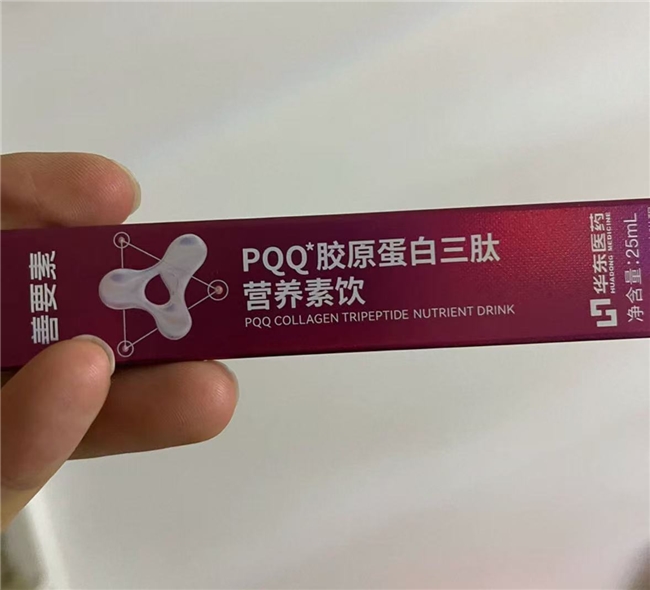 善要素
PQQ*胶原蛋白三肽
营养素饮
PQQ COLLAGEN TRIPEPTIDE NUTRIENT DRINK
华东医药
HUADONG MEDICINE
净含量:25mL